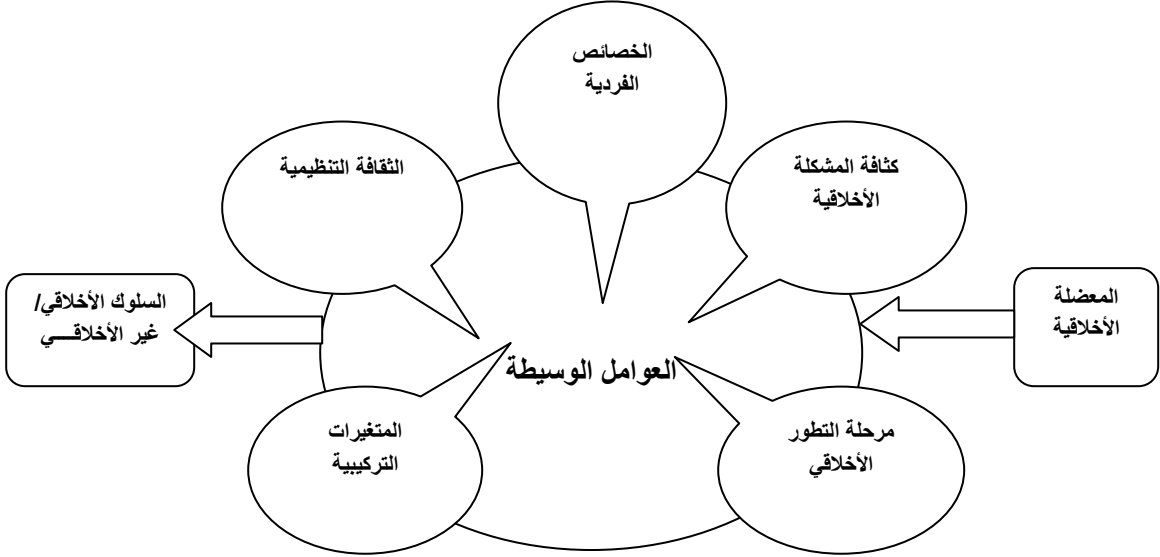 الخصائص
الفردية
كثافة المشكلة
الأخلاقية
الثقافة التنظيمية
المعضلة
الأخلاقية
السلوك الأخلاقي/
غير الأخلاقــــي
العوامل الوسيطة
مرحلة التطور
الأخلاقي
المتغيرات
التركيبية